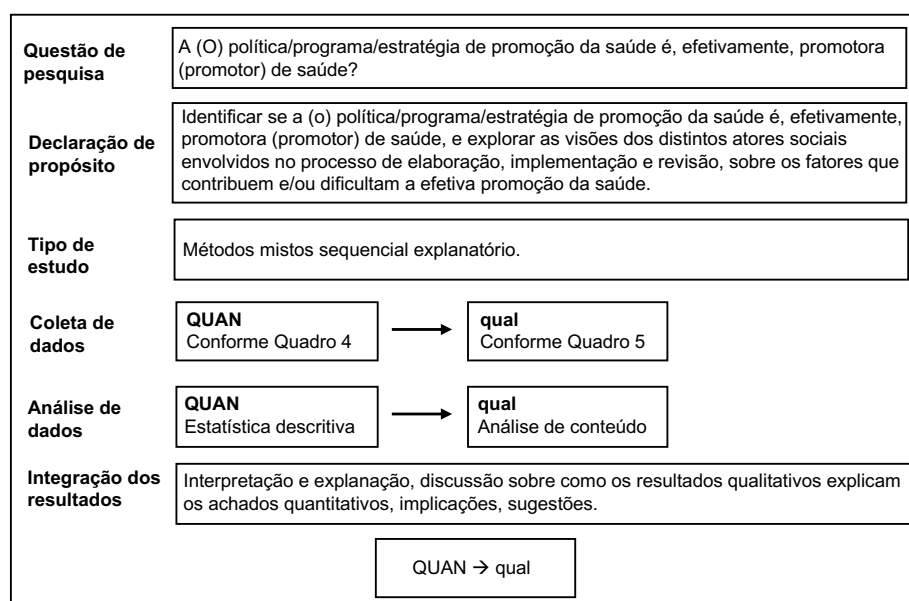 Questão de
pesquisa
A (O) política/programa/estratégia de promoção da saúde é, efetivamente, promotora
(promotor) de saúde?
Declaração de
propósito
Identificar se a (o) política/programa/estratégia de promoção da saúde é, efetivamente,
promotora (promotor) de saúde, e explorar as visões dos distintos atores sociais
envolvidos no processo de elaboração, implementação e revisão, sobre os fatores que
contribuem e/ou dificultam a efetiva promoção da saúde.
Tipo de
estudo
Métodos mistos sequencial explanatório.
Coleta de
dados
QUAN
Conforme Quadro 4
qual
Conforme Quadro 5
Análise de
dados
QUAN
Estatística descritiva
qual
Análise de conteúdo
Integração dos
resultados
Interpretação e explanação, discussão sobre como os resultados qualitativos explicam
os achados quantitativos, implicações, sugestões.
QUAN → qual